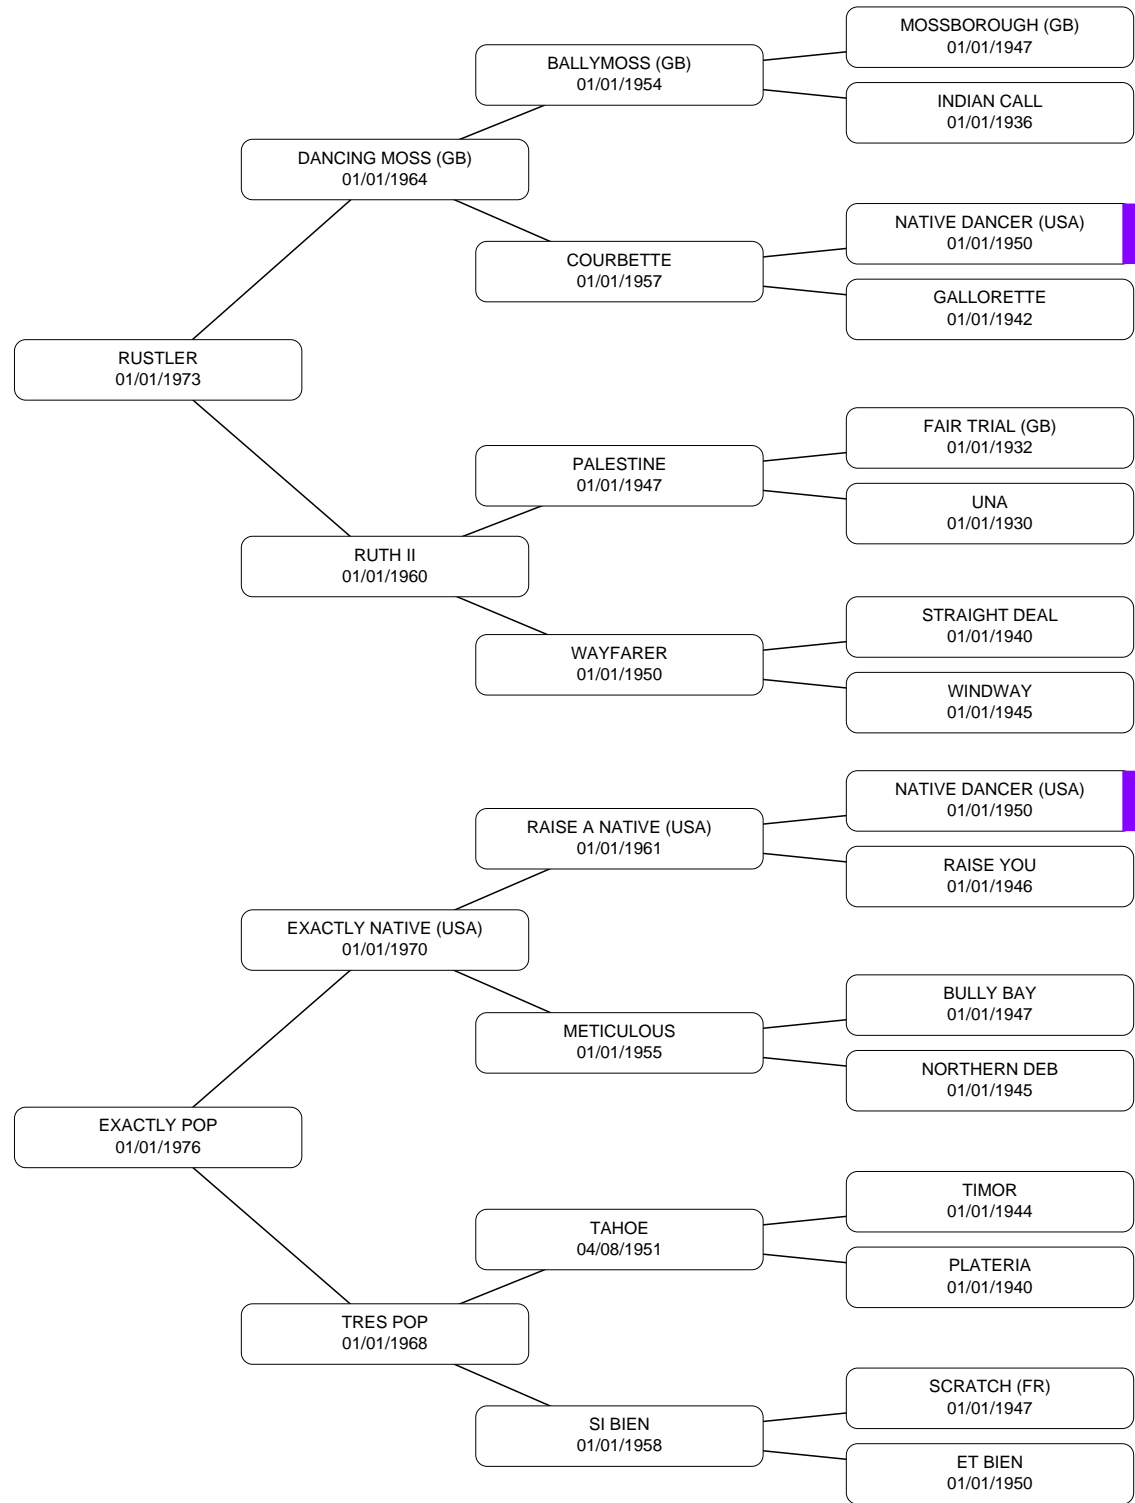 MOSSBOROUGH (GB)
01/01/1947
BALLYMOSS (GB)
01/01/1954
INDIAN CALL
01/01/1936
DANCING MOSS (GB)
01/01/1964
NATIVE DANCER (USA)
01/01/1950
COURBETTE
01/01/1957
GALLORETTE
01/01/1942
RUSTLER
01/01/1973
FAIR TRIAL (GB)
01/01/1932
PALESTINE
01/01/1947
UNA
01/01/1930
RUTH II
01/01/1960
STRAIGHT DEAL
01/01/1940
WAYFARER
01/01/1950
WINDWAY
01/01/1945
NATIVE DANCER (USA)
01/01/1950
RAISE A NATIVE (USA)
01/01/1961
RAISE YOU
01/01/1946
EXACTLY NATIVE (USA)
01/01/1970
BULLY BAY
01/01/1947
METICULOUS
01/01/1955
NORTHERN DEB
01/01/1945
EXACTLY POP
01/01/1976
TIMOR
01/01/1944
TAHOE
04/08/1951
PLATERIA
01/01/1940
TRES POP
01/01/1968
SCRATCH (FR)
01/01/1947
SI BIEN
01/01/1958
ET BIEN
01/01/1950